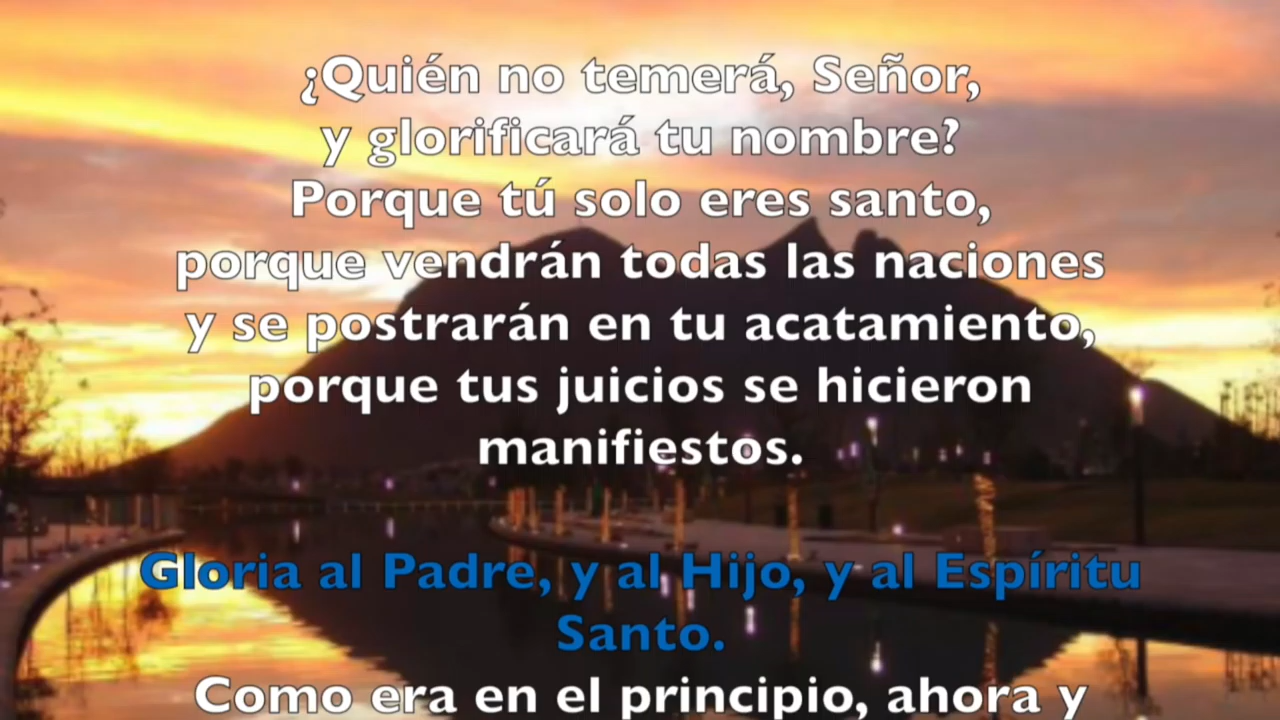 ¿Quién no temerá, Señor,
y glorificará tu nombre?
Porque tú solo eres santo,
porque vendrán todas las naciones
y se postrarán en tu acatamiento,
porque tus juicios se hicieron
manifiestos.
Gloria al Padre, y al Hijo, y al Espíritu
Santo.
Como era en el principio, ahora y